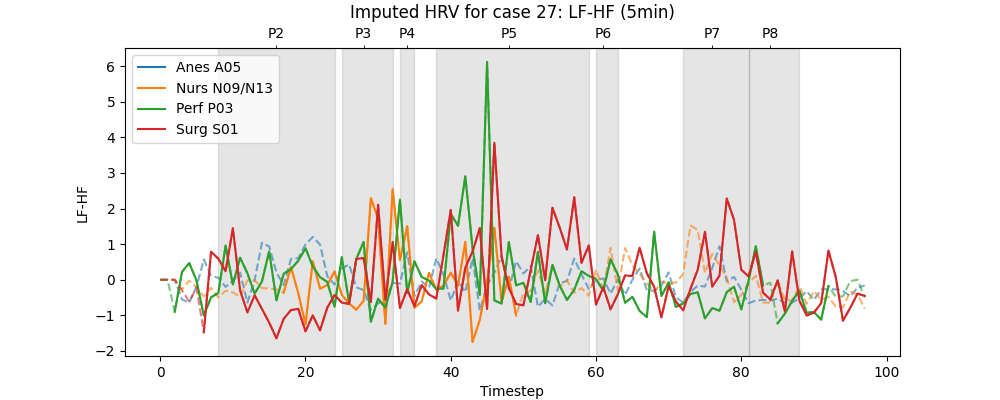 Imputed HRV for case 27: LF-HF (5min)
P2 P3 P4 P5 P6 P7 P8
Anes A05
Nurs N09/N13
Perf P03
Surg S01
LF-HF
6
5
4
3
2
1
0
−1
−2
0 20 40 60 80 100
Timestep